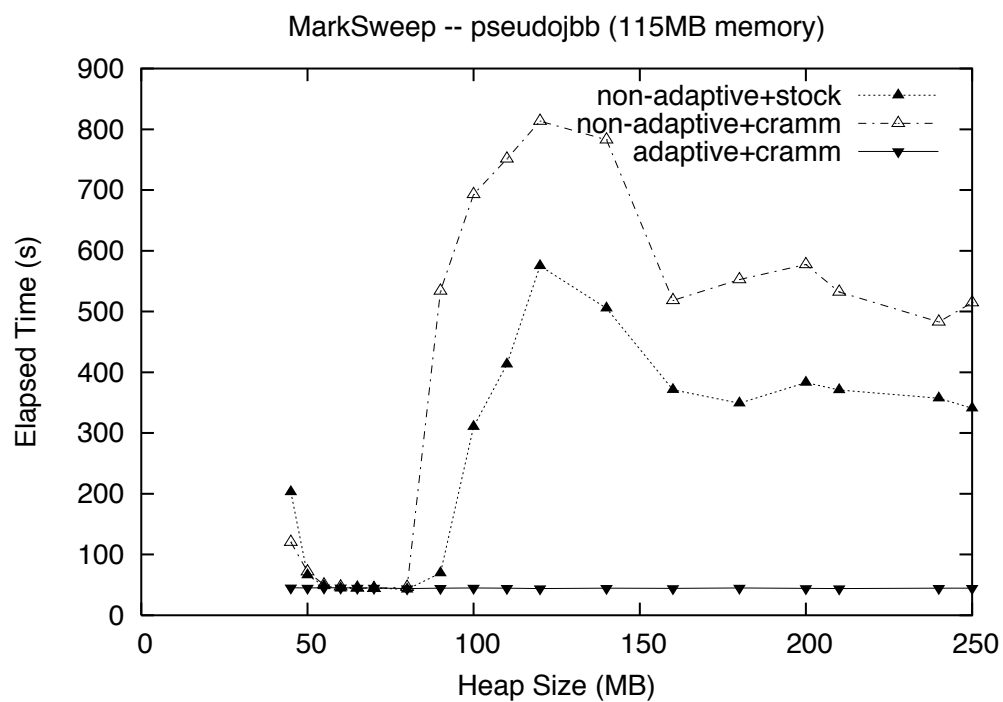 MarkSweep -- pseudojbb (115MB memory)
900
800
700
600
500
400
300
200
100
0
Elapsed Time (s)
non-adaptive+stock
non-adaptive+cramm
adaptive+cramm
0 50 100 150 200 250
Heap Size (MB)